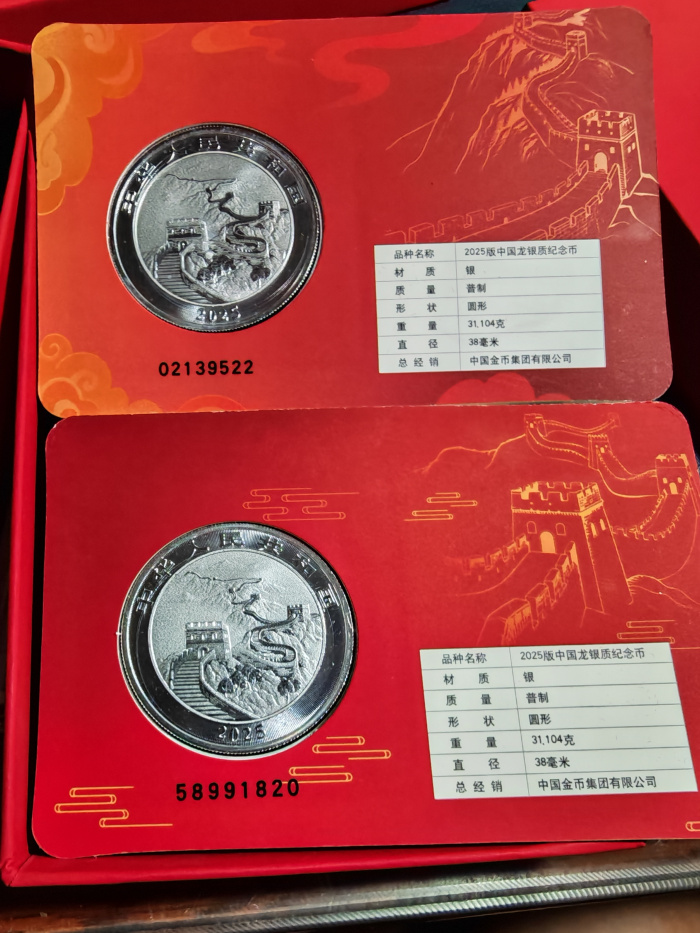 中华人民共和国
2025
02139522
品种名称 2025版中国龙银质纪念币
材 质 银
质 量 普制
形 状 圆形
重 量 31.104克
直 径 38毫米
总经销 中国金币集团有限公司
中华人民共和国
2025
58991820
品种名称 2025版中国龙银质纪念币
材 质 银
质 量 普制
形 状 圆形
重 量 31.104克
直 径 38毫米
总经销 中国金币集团有限公司